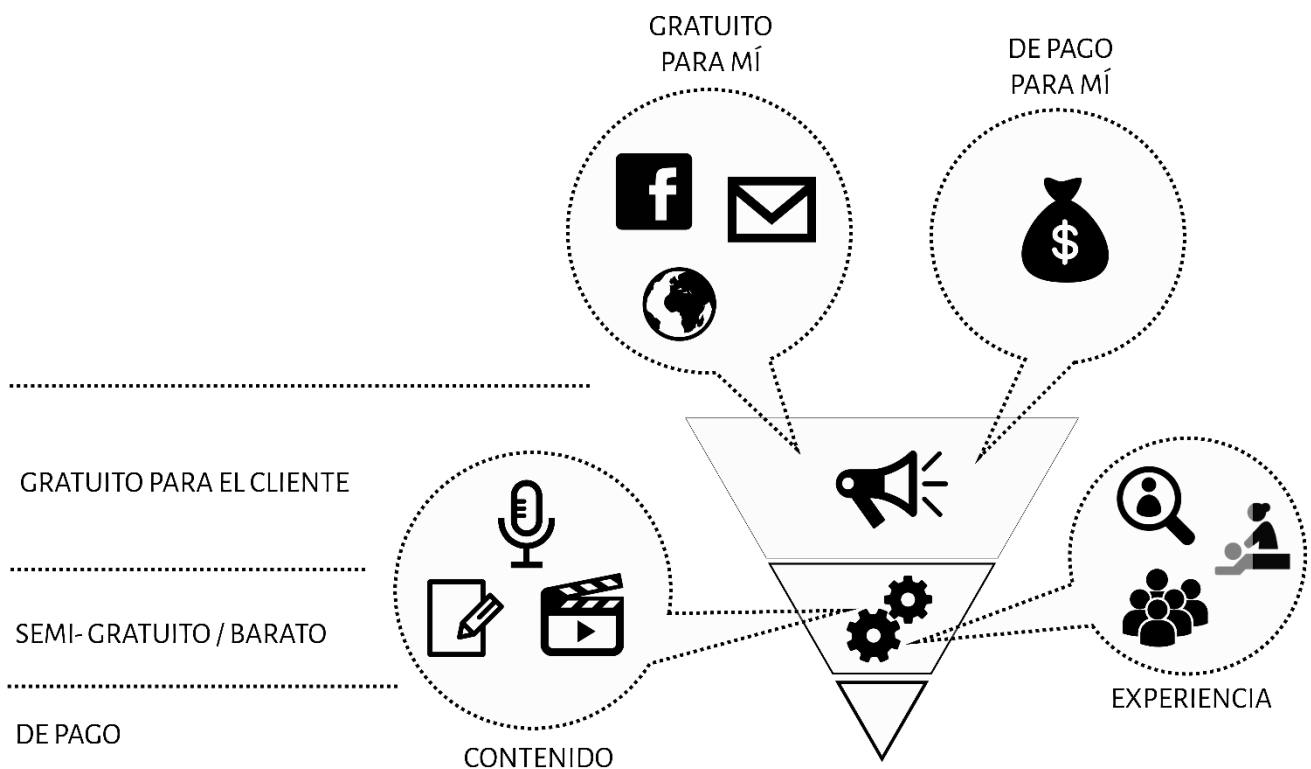 GRATUITO
PARA MÍ
DE PAGO
PARA MÍ
f
$
GRATUITO PARA EL CLIENTE
SEMI- GRATUITO / BARATO
DE PAGO
CONTENIDO
EXPERIENCIA